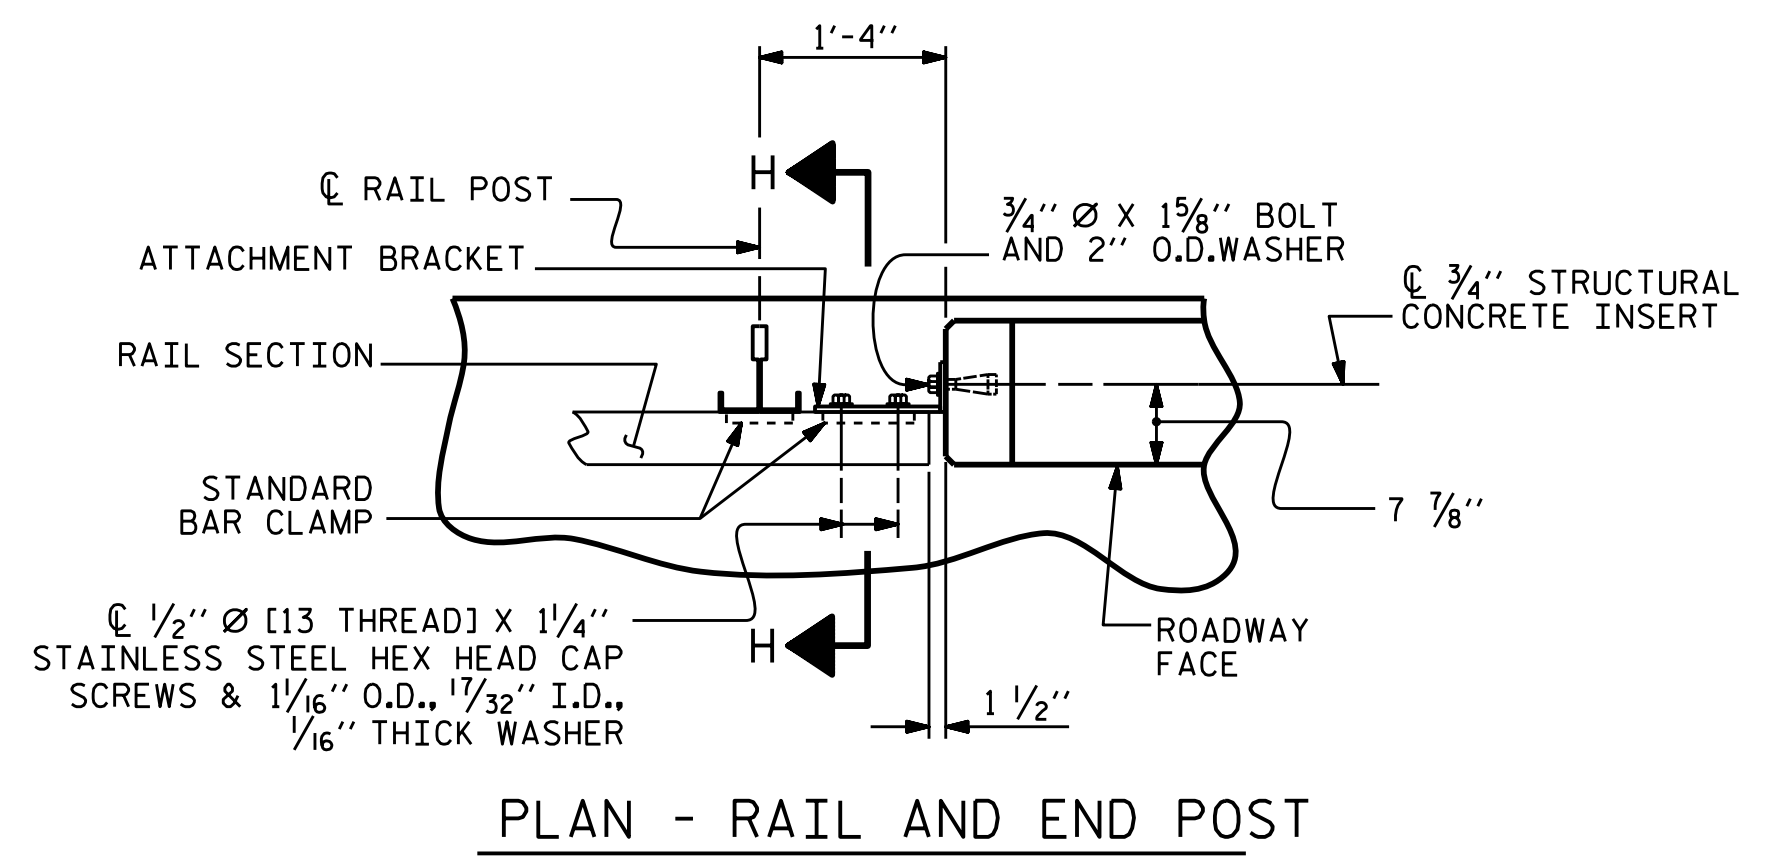 1'-4"
H
℄ RAIL POST
3/4" Ø X 1 5/8" BOLT
AND 2" O.D. WASHER
ATTACHMENT BRACKET
℄ 3/4" STRUCTURAL
CONCRETE INSERT
RAIL SECTION
STANDARD
BAR CLAMP
7 7/8"
℄ 1/2" Ø [13 THREAD] X 1 1/4"
STAINLESS STEEL HEX HEAD CAP
SCREWS & 1 1/16" O.D., 17/32" I.D.,
1/16" THICK WASHER
H
ROADWAY
FACE
1 1/2"
PLAN - RAIL AND END POST